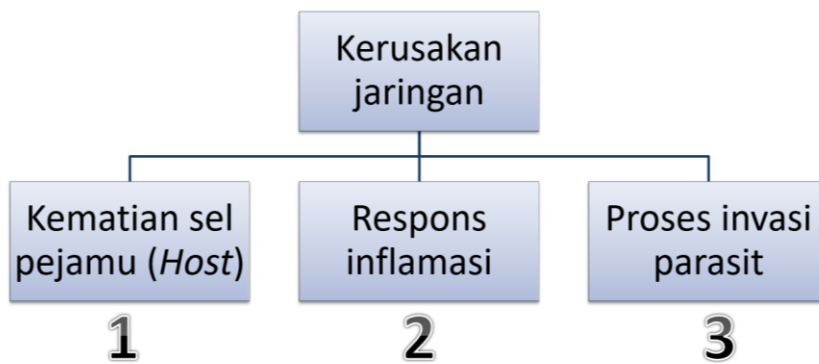 Kerusakan
jaringan
Kematian sel
pejamu (Host)
Respons
inflamasi
Proses invasi
parasit
1
2
3